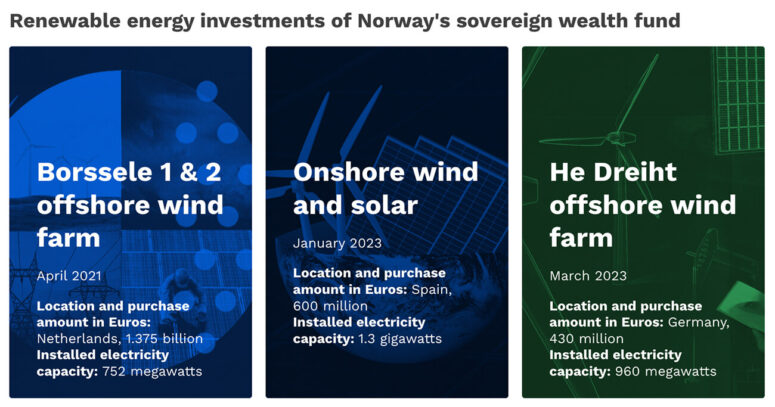 Renewable energy investments of Norway's sovereign wealth fund
Borssele 1 & 2
offshore wind
farm
April 2021
Location and purchase
amount in Euros:
Netherlands, 1.375 billion
Installed electricity
capacity: 752 megawatts
Onshore wind
and solar
January 2023
Location and purchase
amount in Euros: Spain,
600 million
Installed electricity
capacity: 1.3 gigawatts
He Dreiht
offshore wind
farm
March 2023
Location and purchase
amount in Euros: Germany,
430 million
Installed electricity
capacity: 960 megawatts